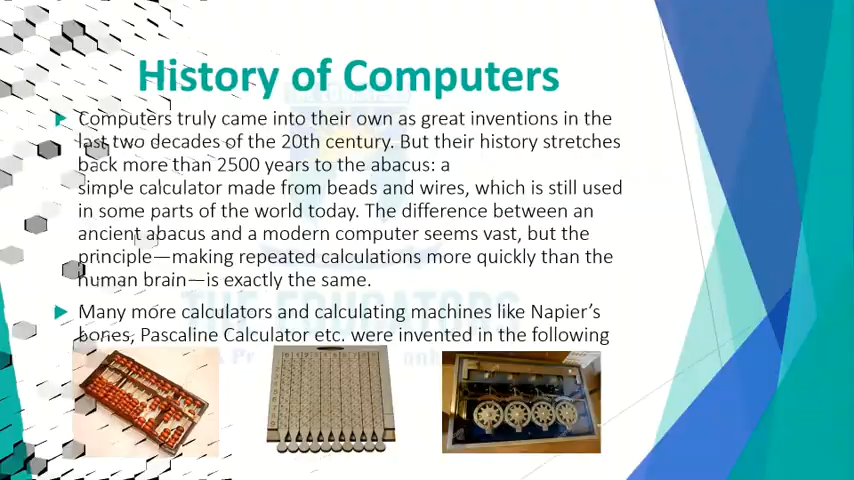 History of Computers
Computers truly came into their own as great inventions in the
last two decades of the 20th century. But their history stretches
back more than 2500 years to the abacus: a
simple calculator made from beads and wires, which is still used
in some parts of the world today. The difference between an
ancient abacus and a modern computer seems vast, but the
principle—making repeated calculations more quickly than the
human brain—is exactly the same.
Many more calculators and calculating machines like Napier’s
bones, Pascaline Calculator etc. were invented in the following
THE EDUCATORS